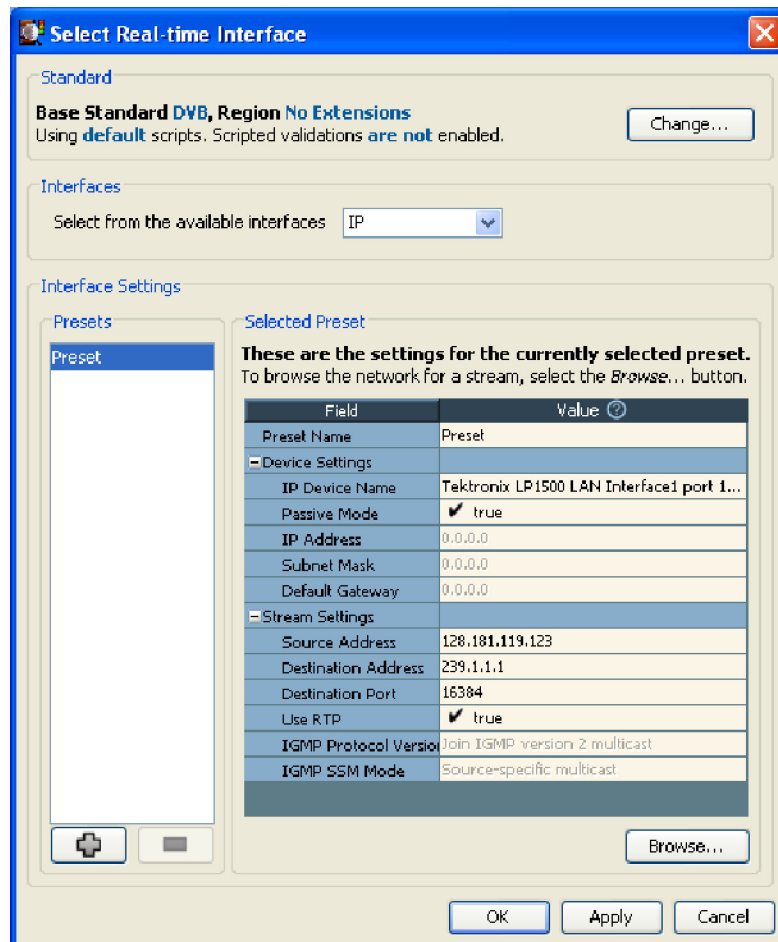 Select Real-time Interface
Standard
Base Standard DVB, Region No Extensions
Using default scripts. Scripted validations are not enabled.
Change...
Interfaces
Select from the available interfaces IP
Interface Settings
Presets
Preset
Selected Preset
These are the settings for the currently selected preset.
To browse the network for a stream, select the Browse... button.
Field Value ?
Preset Name Preset
Device Settings
IP Device Name Tektronix LP1500 LAN Interface1 port 1...
Passive Mode true
IP Address 0.0.0.0
Subnet Mask 0.0.0.0
Default Gateway 0.0.0.0
Stream Settings
Source Address 128.181.119.123
Destination Address 239.1.1.1
Destination Port 16384
Use RTP true
IGMP Protocol Version Join IGMP version 2 multicast
IGMP SSM Mode Source-specific multicast
Browse...
OK Apply Cancel